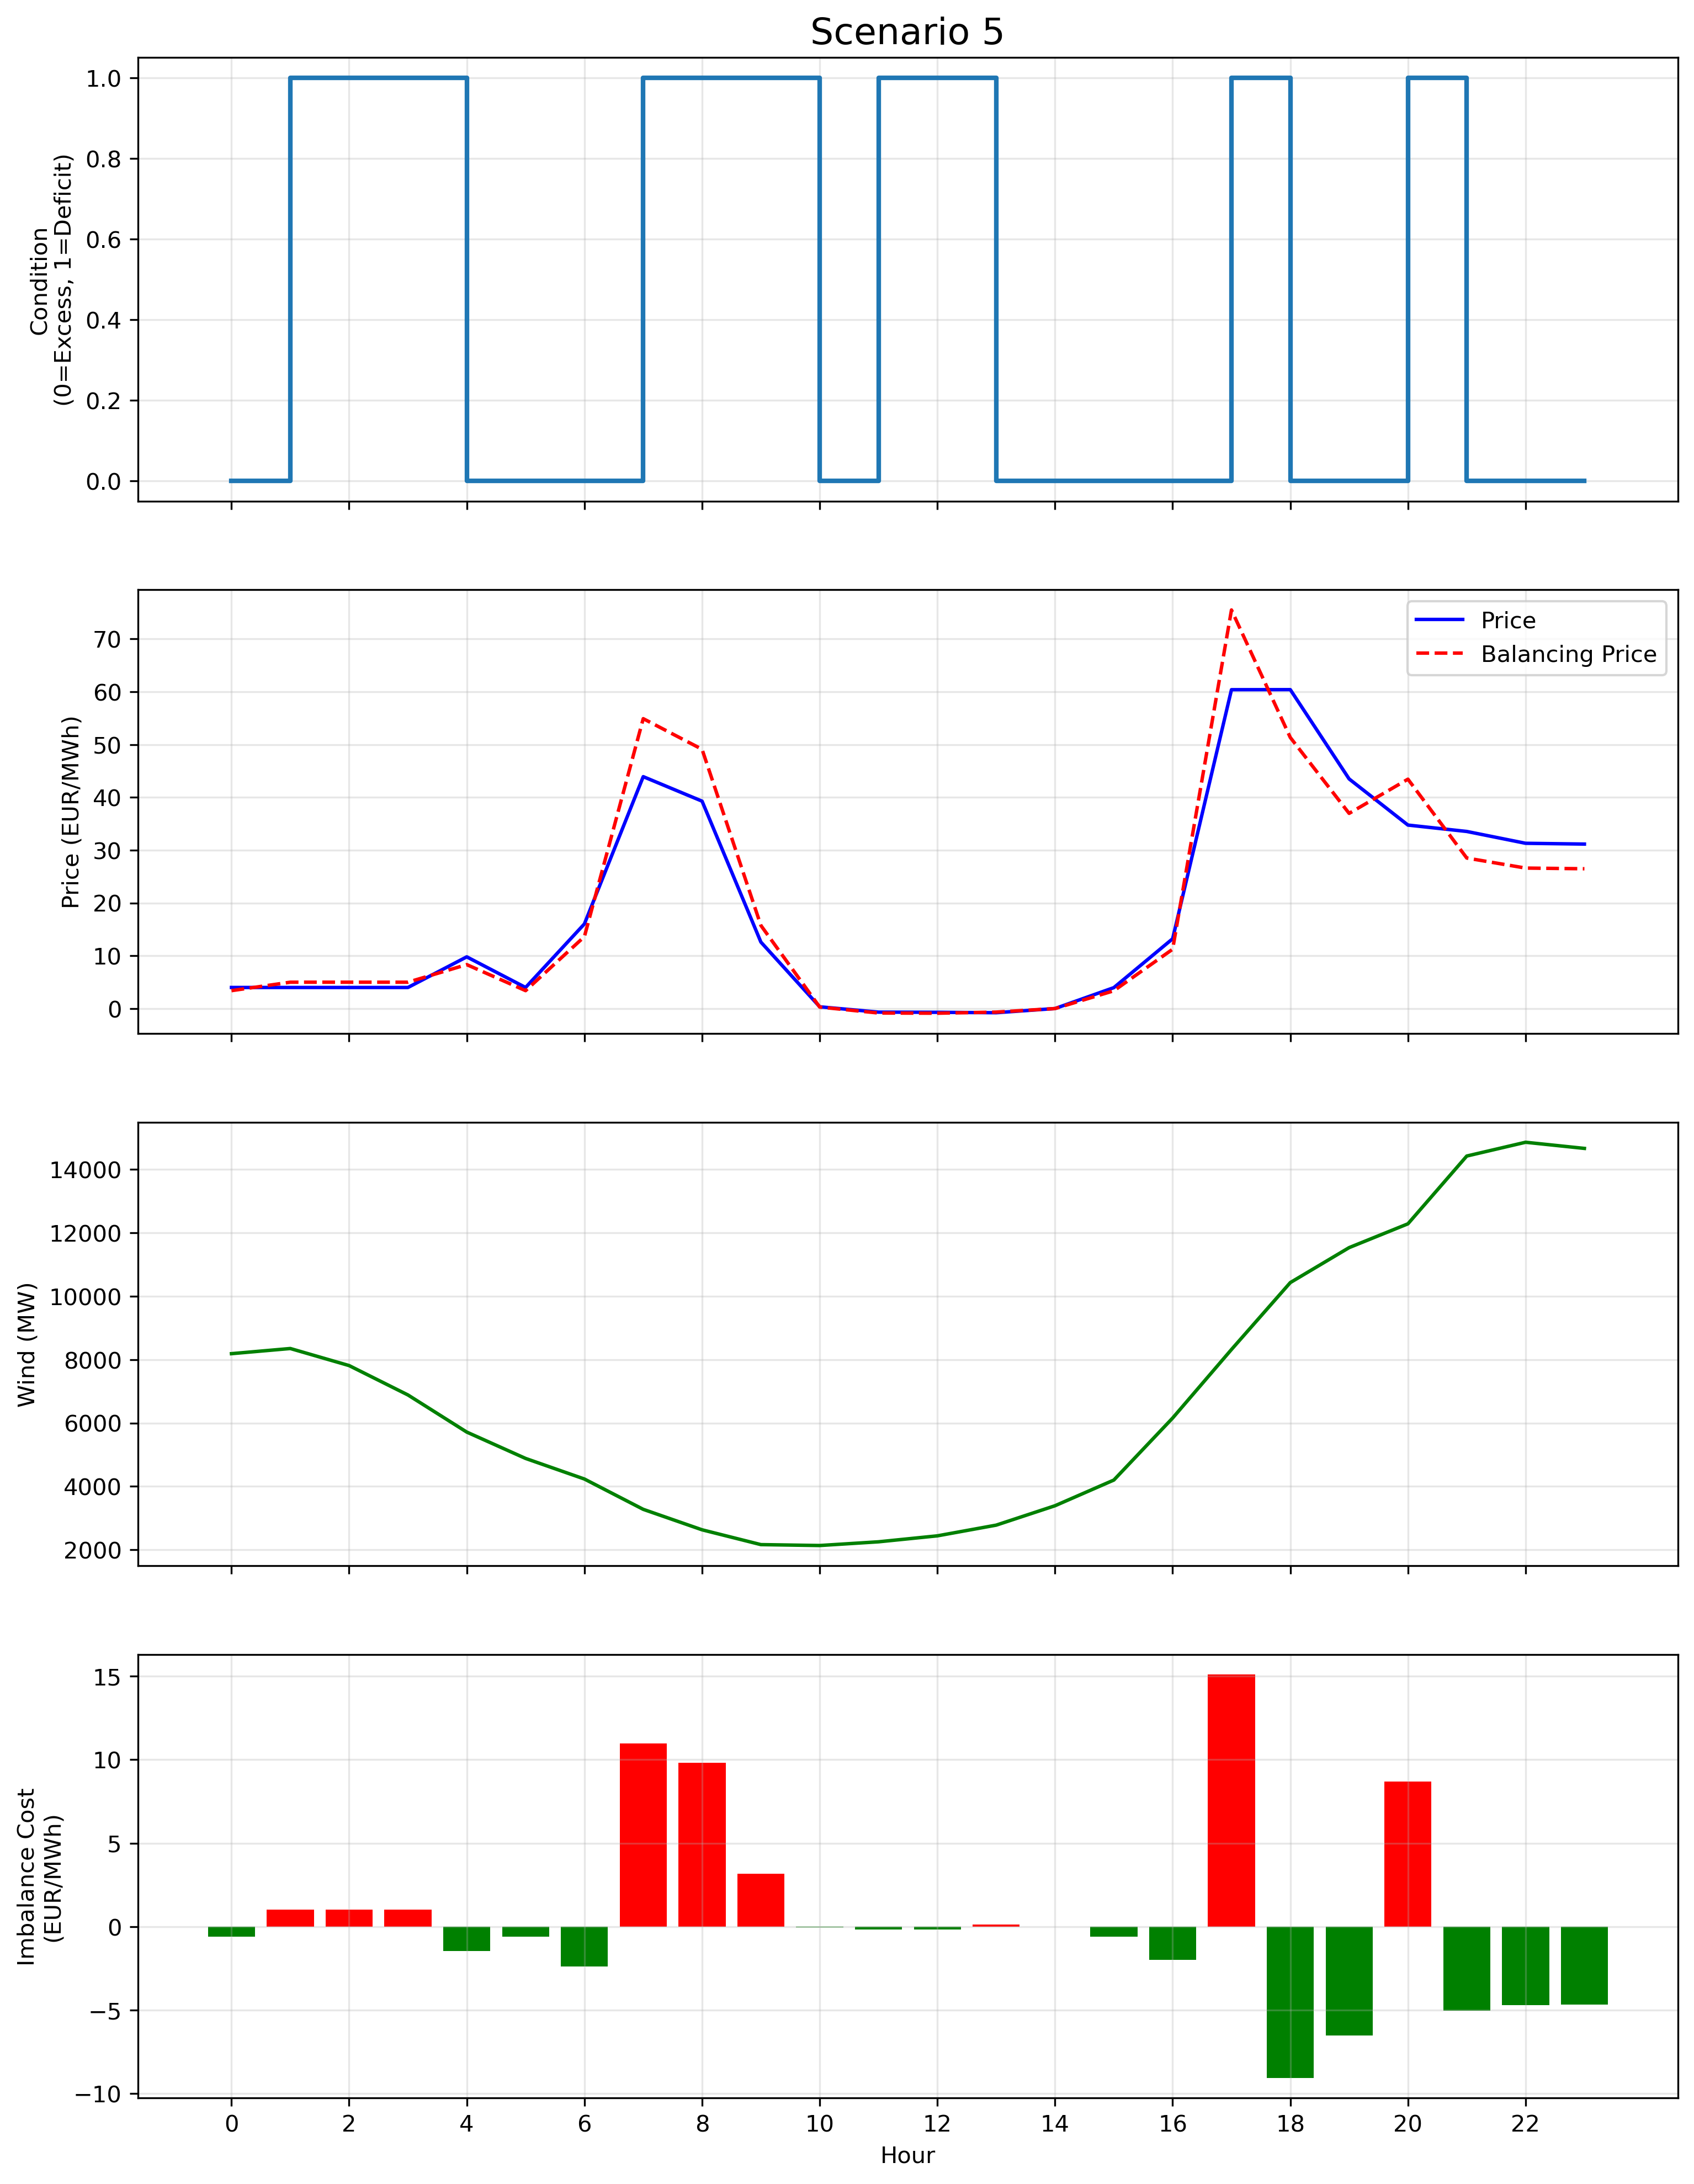 Scenario 5
1.0
0.8
0.6
0.4
0.2
0.0
Condition
(0=Excess, 1=Deficit)
70
60
50
40
30
20
10
0
Price (EUR/MWh)
Price
Balancing Price
14000
12000
10000
8000
6000
4000
2000
Wind (MW)
15
10
5
0
−5
−10
Imbalance Cost
(EUR/MWh)
0 2 4 6 8 10 12 14 16 18 20 22
Hour